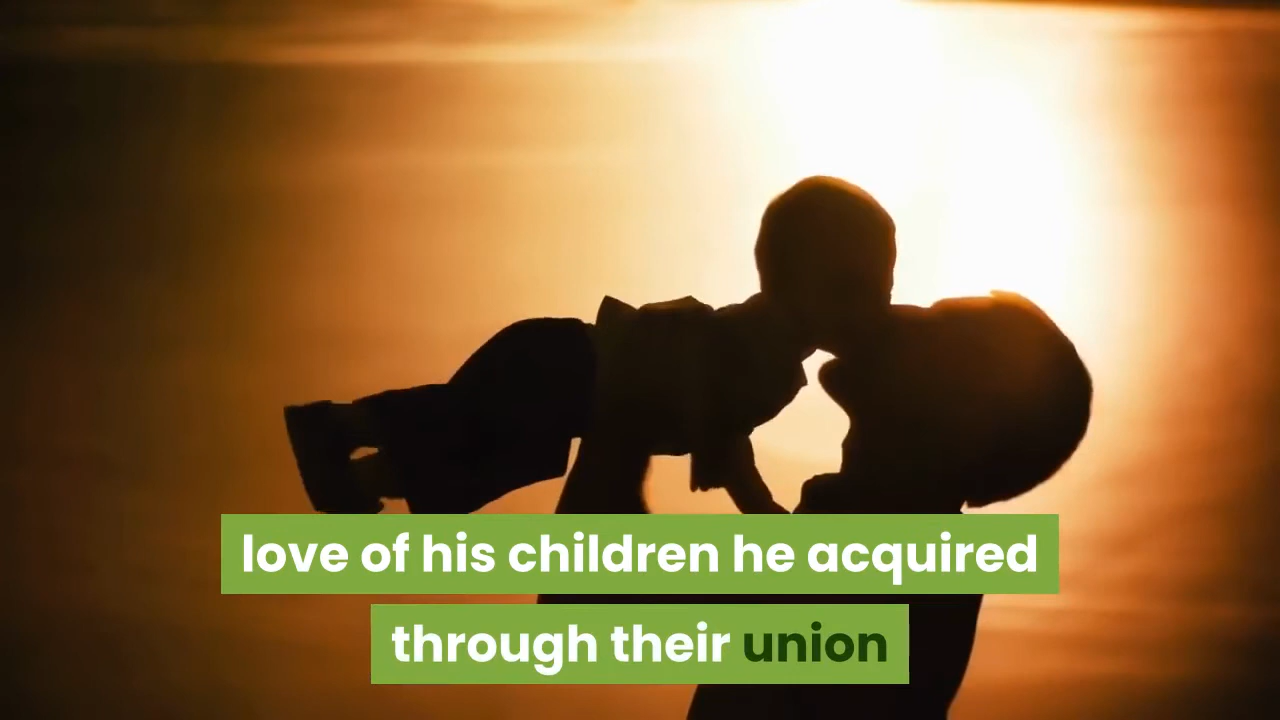 love of his children he acquired
through their union